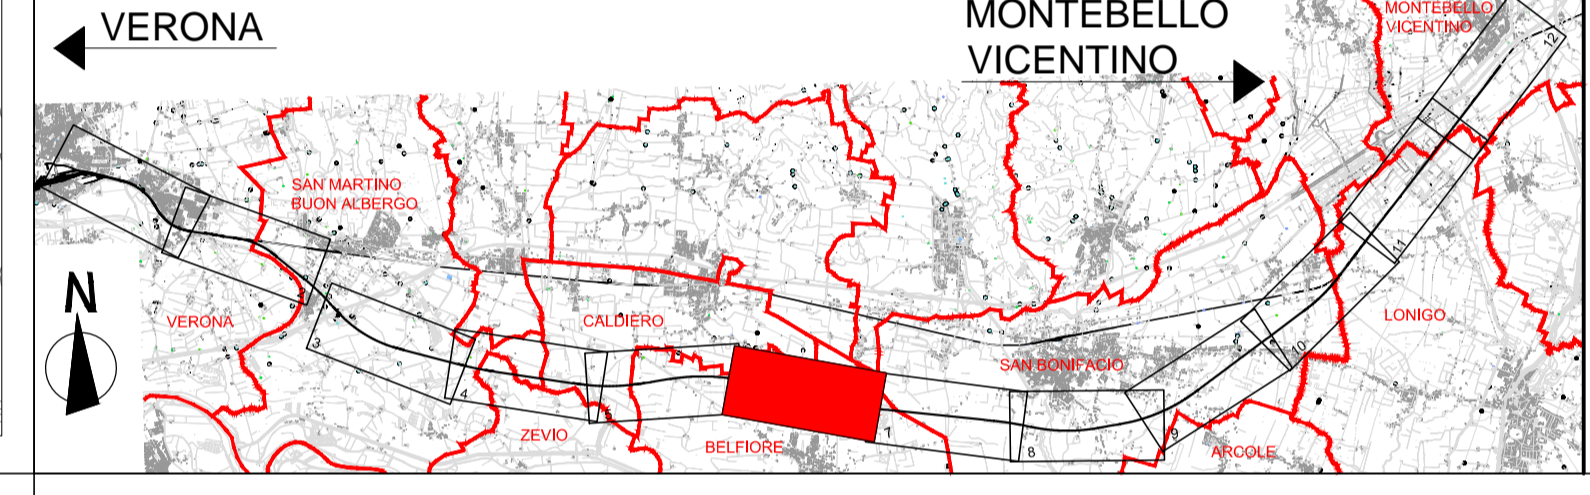 VERONA
MONTEBELLO
VICENTINO
MONTEBELLO
VICENTINO
12
SAN MARTINO
BUON ALBERGO
N
VERONA
3
CALDIERO
11
LONIGO
SAN BONIFACIO
10
4
5
ZEVIO
BELFIORE
7
8
9
ARCOLE